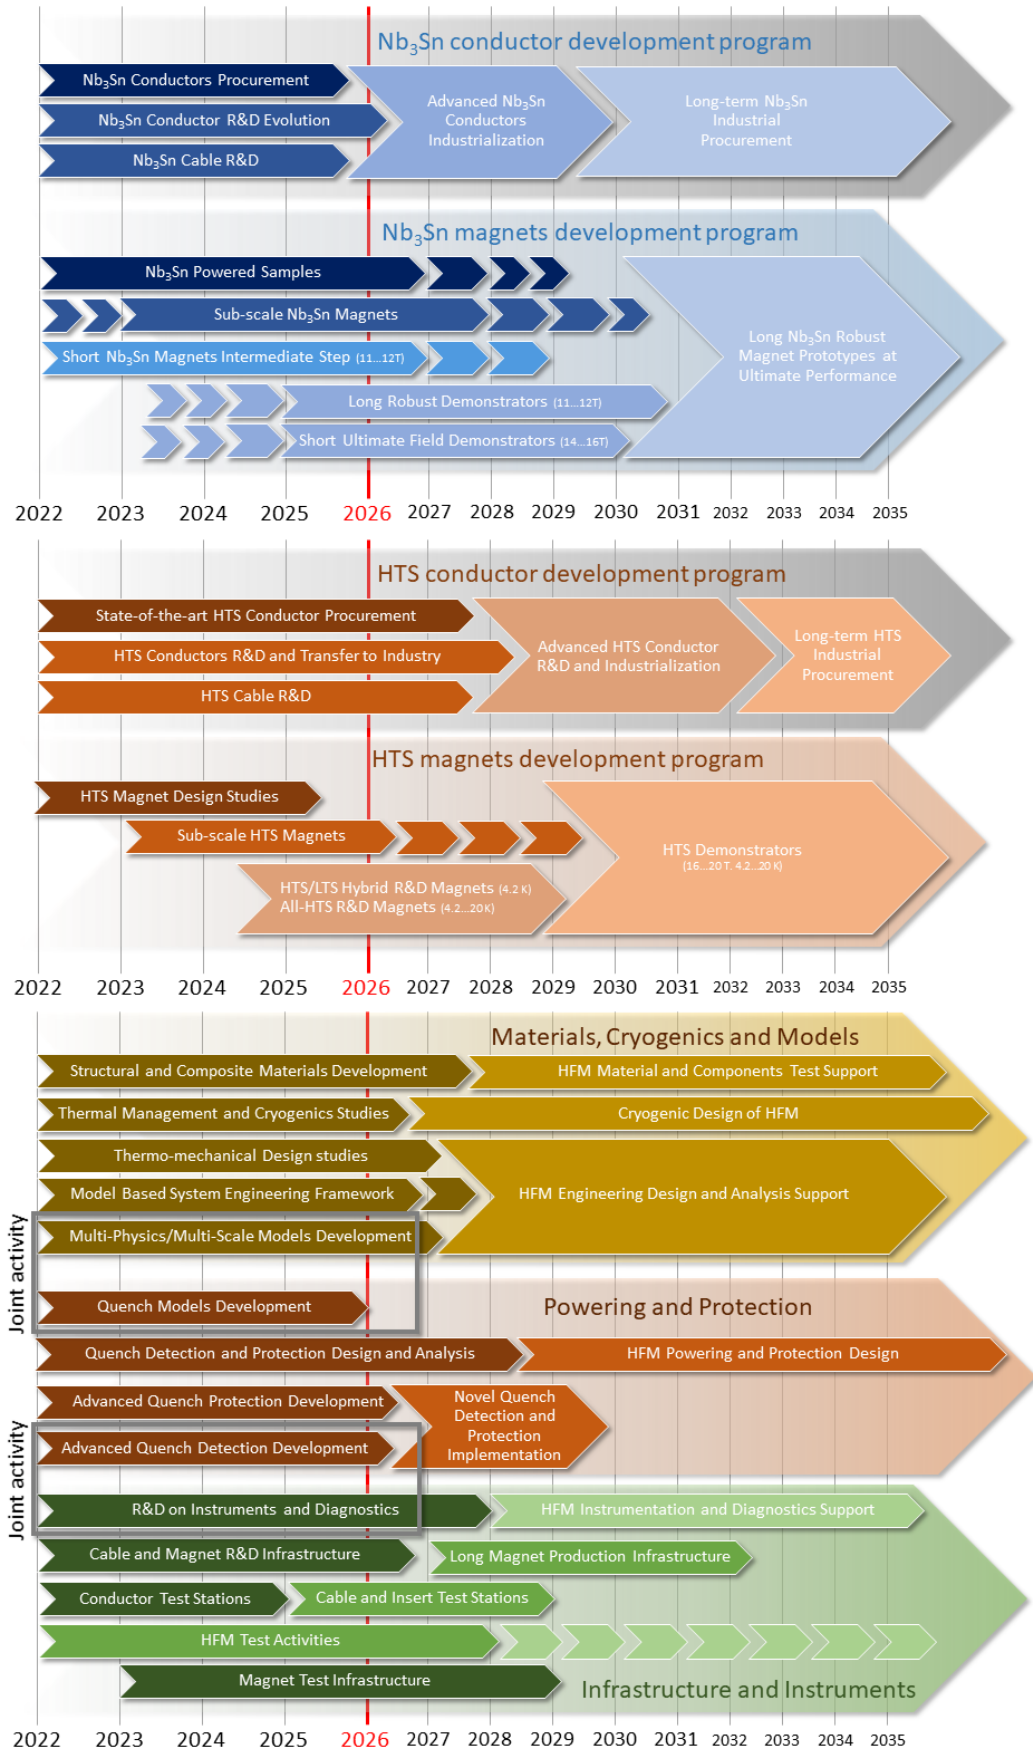 Nb₃Sn conductor development program
Nb₃Sn Conductors Procurement
Nb₃Sn Conductor R&D Evolution
Nb₃Sn Cable R&D
Advanced Nb₃Sn
Conductors
Industrialization
Long-term Nb₃Sn
Industrial
Procurement
Nb₃Sn magnets development program
Nb₃Sn Powered Samples
Sub-scale Nb₃Sn Magnets
Short Nb₃Sn Magnets Intermediate Step (11...12T)
Long Robust Demonstrators (11...12T)
Short Ultimate Field Demonstrators (14...16T)
Long Nb₃Sn Robust
Magnet Prototypes at
Ultimate Performance
2022 2023 2024 2025 2026 2027 2028 2029 2030 2031 2032 2033 2034 2035
HTS conductor development program
State-of-the-art HTS Conductor Procurement
HTS Conductors R&D and Transfer to Industry
HTS Cable R&D
Advanced HTS Conductor
R&D and Industrialization
Long-term HTS
Industrial
Procurement
HTS magnets development program
HTS Magnet Design Studies
Sub-scale HTS Magnets
HTS/LTS Hybrid R&D Magnets (4.2 K)
All-HTS R&D Magnets (4.2...20K)
HTS Demonstrators
(16...20 T, 4.2...20 K)
2022 2023 2024 2025 2026 2027 2028 2029 2030 2031 2032 2033 2034 2035
Materials, Cryogenics and Models
Structural and Composite Materials Development
HFM Material and Components Test Support
Thermal Management and Cryogenics Studies
Cryogenic Design of HFM
Thermo-mechanical Design studies
Model Based System Engineering Framework
HFM Engineering Design and Analysis Support
Multi-Physics/Multi-Scale Models Development
Joint activity
Quench Models Development
Powering and Protection
Quench Detection and Protection Design and Analysis
HFM Powering and Protection Design
Advanced Quench Protection Development
Novel Quench
Detection and
Protection
Implementation
Advanced Quench Detection Development
Joint activity
R&D on Instruments and Diagnostics
HFM Instrumentation and Diagnostics Support
Cable and Magnet R&D Infrastructure
Long Magnet Production Infrastructure
Conductor Test Stations
Cable and Insert Test Stations
HFM Test Activities
Magnet Test Infrastructure
Infrastructure and Instruments
2022 2023 2024 2025 2026 2027 2028 2029 2030 2031 2032 2033 2034 2035